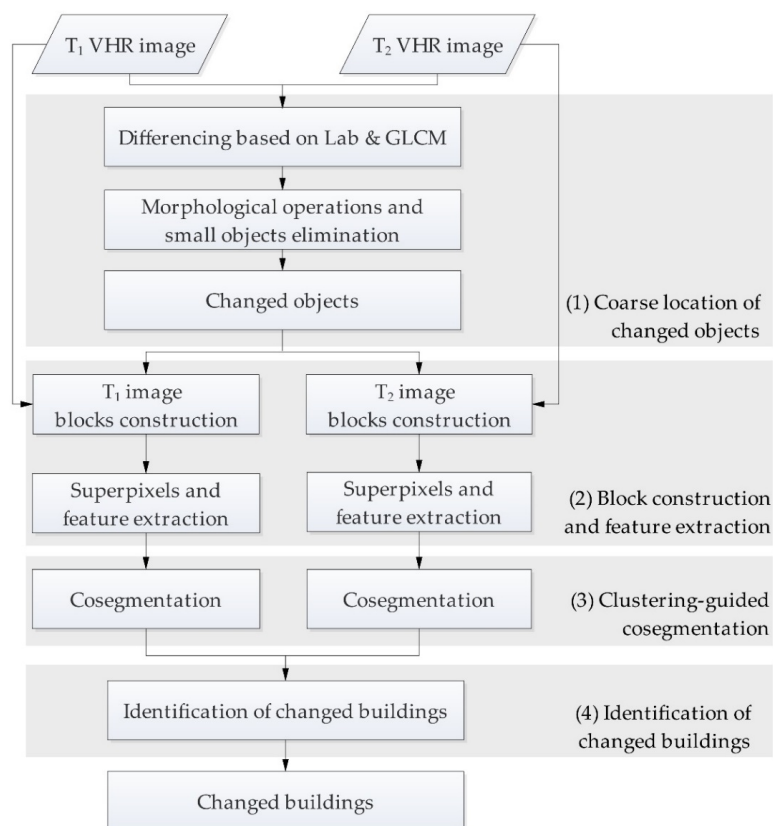 T₁ VHR image
T₂ VHR image
Differencing based on Lab & GLCM
Morphological operations and
small objects elimination
Changed objects
(1) Coarse location of
changed objects
T₁ image
blocks construction
T₂ image
blocks construction
Superpixels and
feature extraction
Superpixels and
feature extraction
(2) Block construction
and feature extraction
Cosegmentation
Cosegmentation
(3) Clustering-guided
cosegmentation
Identification of changed buildings
(4) Identification of
changed buildings
Changed buildings